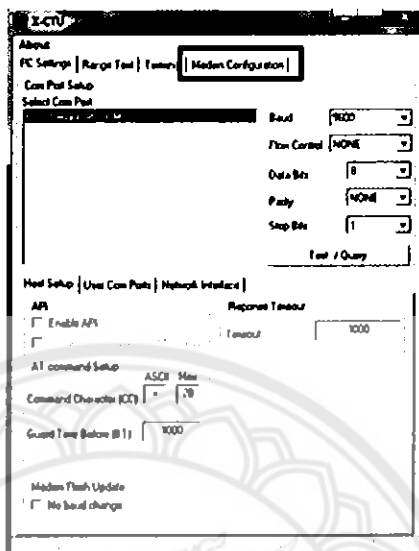 X-CTU
About
PC Settings | Range Test | Terminal | Modem Configuration
Com Port Setup
Select Com Port
Baud 9600
Flow Control NONE
Data Bits 8
Parity NONE
Stop Bits 1
Test / Query
Host Setup | User Com Ports | Network Interface
API
Enable API
Response Timeout
Timeout 1000
AT command Setup
ASCII Hex
Command Character (CC)
Guard Time Before (BT) 1000
Modem Flash Update
No baud change